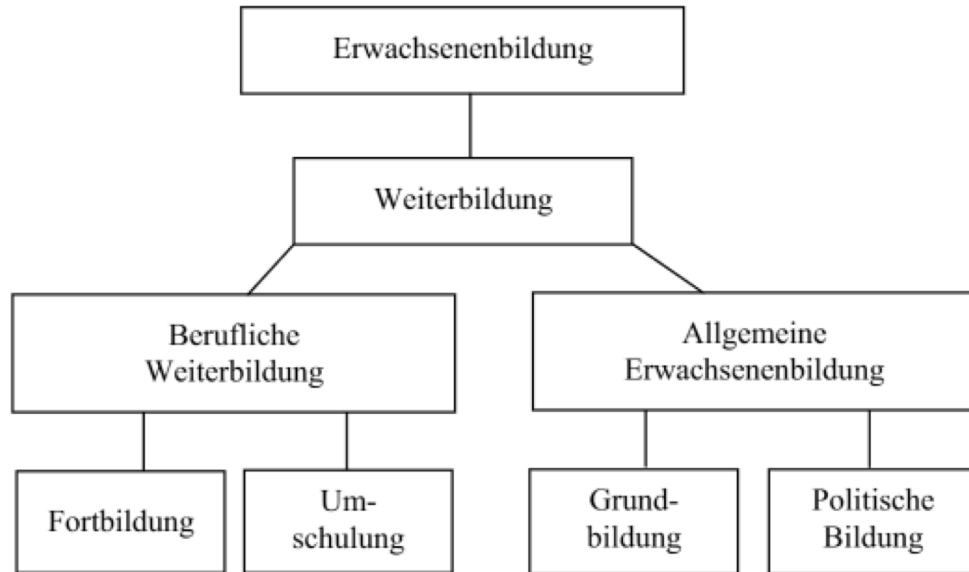 Erwachsenenbildung
Weiterbildung
Berufliche
Weiterbildung
Allgemeine
Erwachsenenbildung
Fortbildung
Um-
schulung
Grund-
bildung
Politische
Bildung